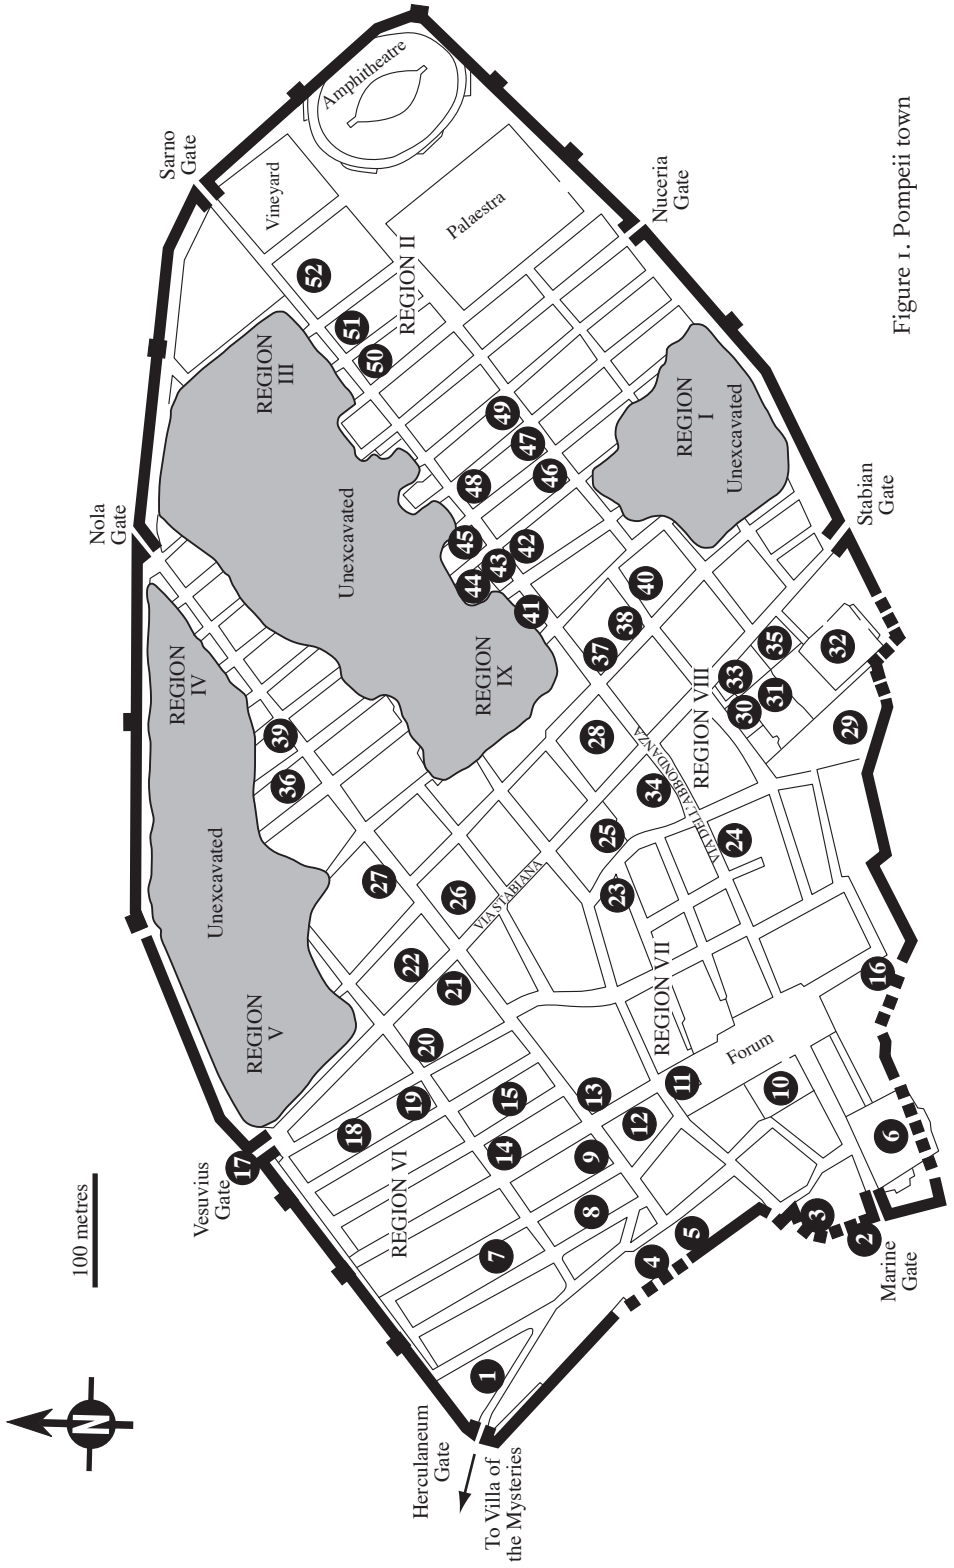 100 metres
N
Herculaneum
Gate
To Villa of
the Mysteries
Vesuvius
Gate
Nola
Gate
Sarno
Gate
Marine
Gate
Stabian
Gate
Nuceria
Gate
REGION
V
Unexcavated
REGION
IV
Unexcavated
REGION
III
REGION
IX
REGION
I
Unexcavated
REGION II
REGION VI
REGION VII
REGION VIII
Forum
VIA STABIANA
VIA DELL'ABBONDANZA
Vineyard
Amphitheatre
Palaestra
1
2
3
4
5
6
7
8
9
10
11
12
13
14
15
16
17
18
19
20
21
22
23
24
25
26
27
28
29
30
31
32
33
34
35
36
37
38
39
40
41
42
43
44
45
46
47
48
49
50
51
52
Figure 1. Pompeii town